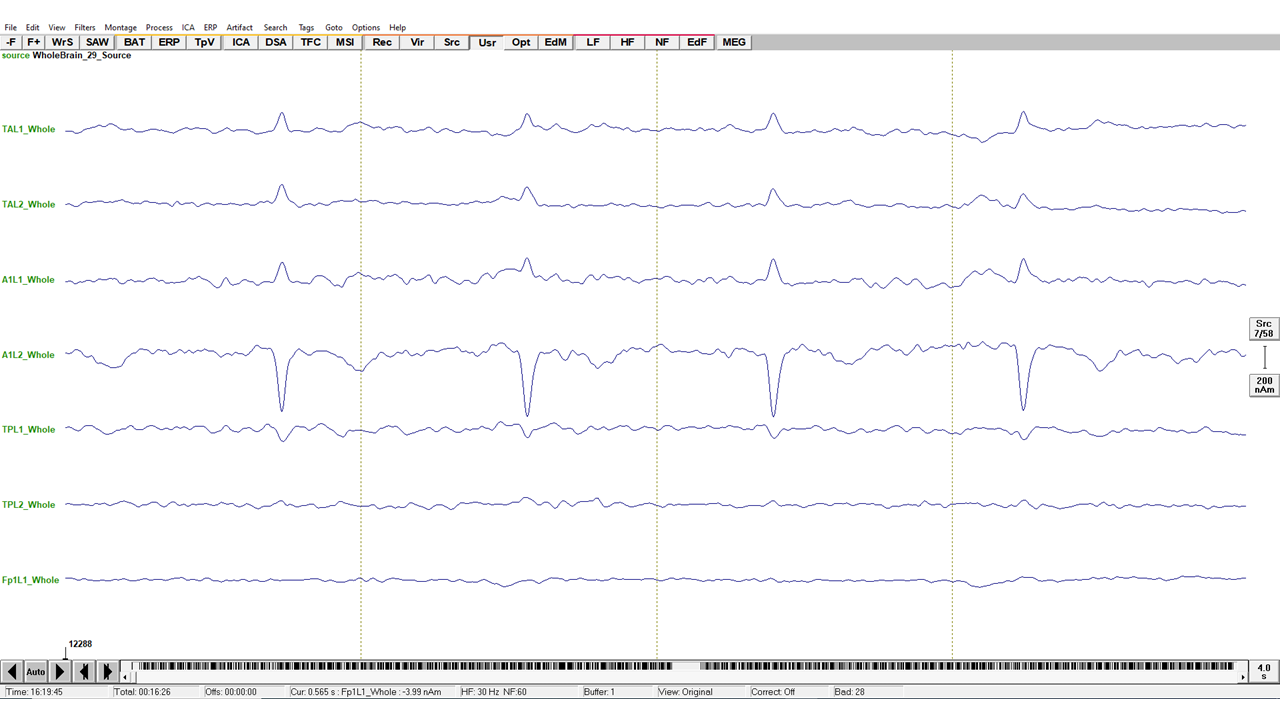 File Edit View Filters Montage Process ICA ERP Artifact Search Tags Goto Options Help
-F F+ WrS SAW BAT ERP TpV ICA DSA TFC MSI Rec Vir Src Usr Opt EdM LF HF NF EdF MEG
source WholeBrain_29_Source
TAL1_Whole
TAL2_Whole
A1L1_Whole
Src
7/58
A1L2_Whole
200
nAm
TPL1_Whole
TPL2_Whole
Fp1L1_Whole
12288
Auto
4.0
s
Time: 16:19:45 Total: 00:16:26 Offs: 00:00:00 Cur: 0.565 s : Fp1L1_Whole : -3.99 nAm HF: 30 Hz NF:60 Buffer: 1 View: Original Correct: Off Bad: 28